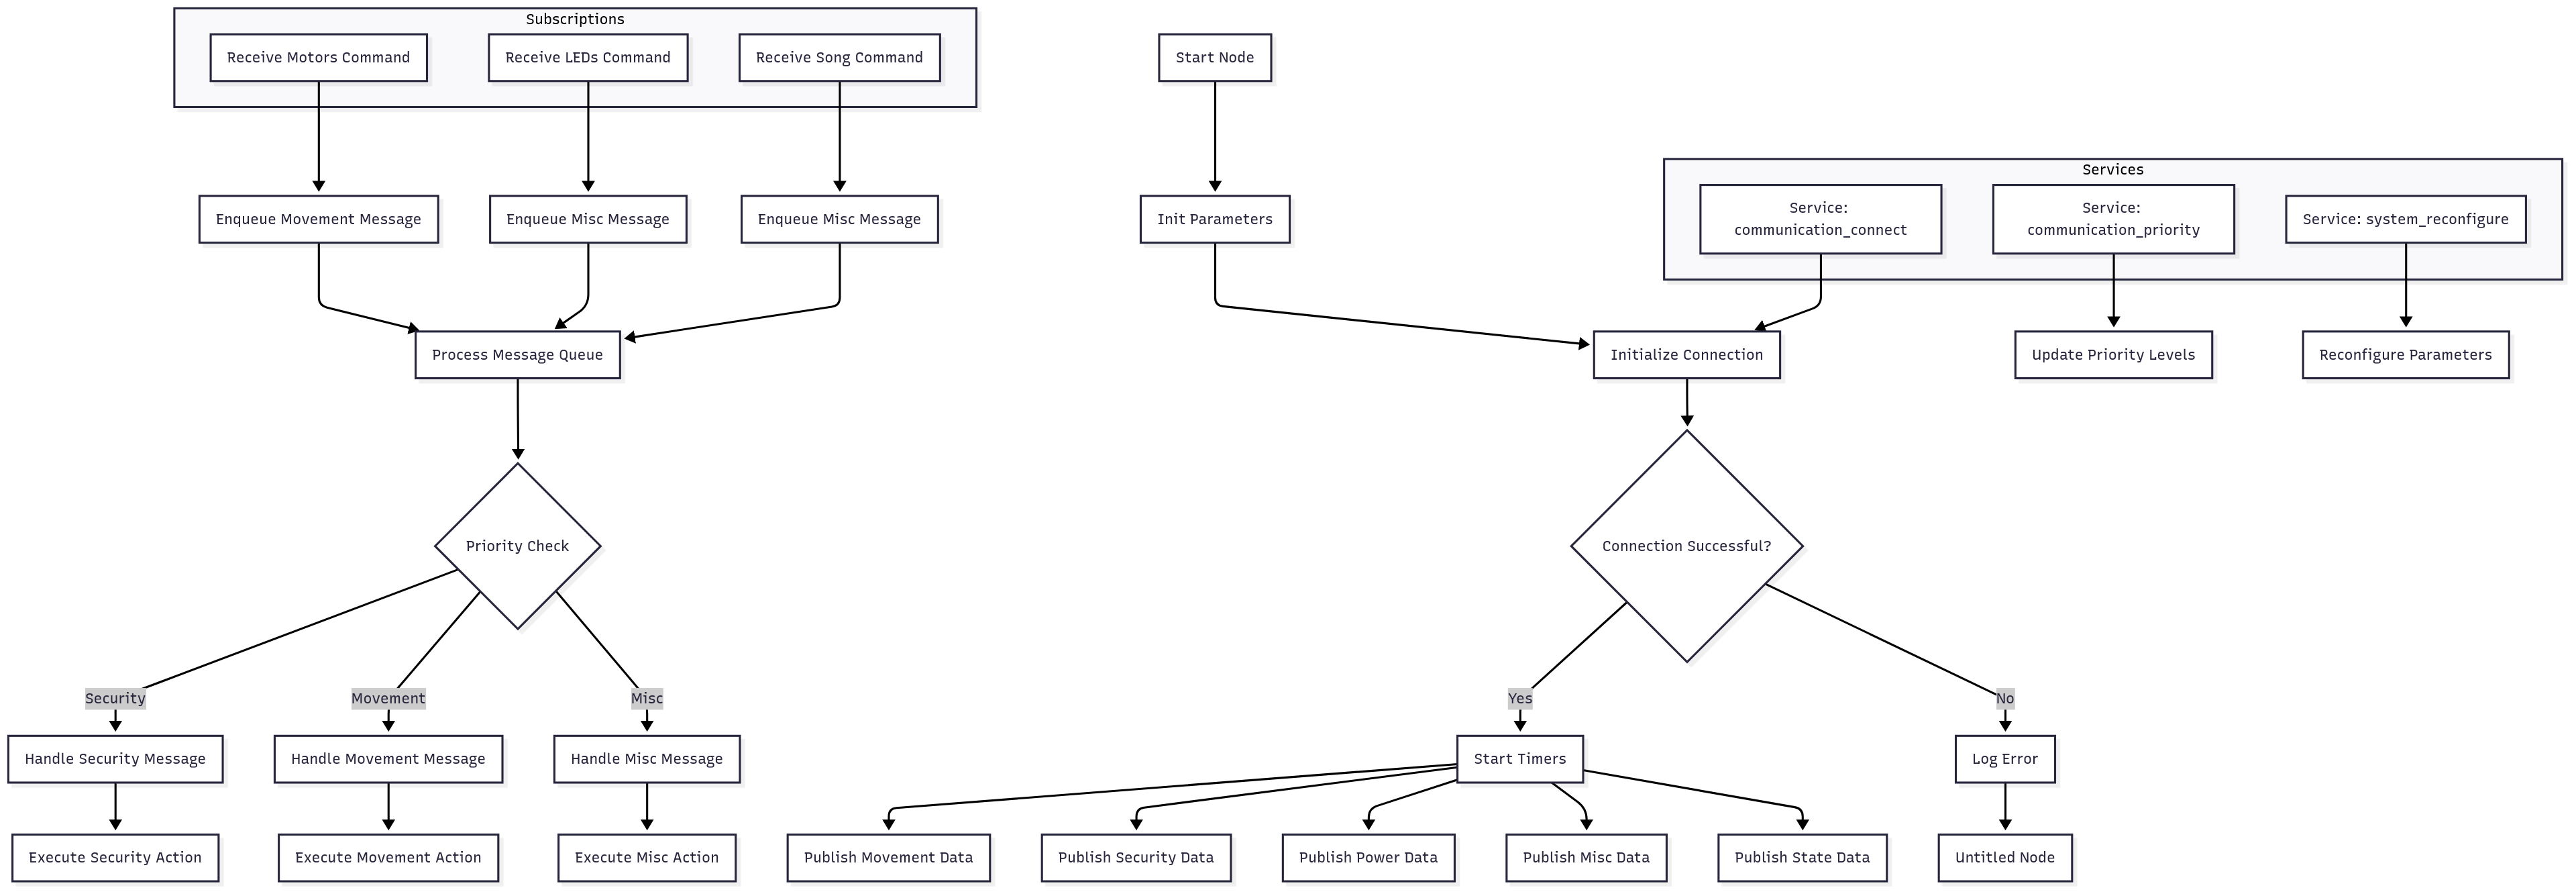 Subscriptions
Receive Motors Command
Receive LEDs Command
Receive Song Command
Start Node
Services
Enqueue Movement Message
Enqueue Misc Message
Enqueue Misc Message
Init Parameters
Service:
communication_connect
Service:
communication_priority
Service: system_reconfigure
Process Message Queue
Initialize Connection
Update Priority Levels
Reconfigure Parameters
Priority Check
Connection Successful?
Security
Movement
Misc
Yes
No
Handle Security Message
Handle Movement Message
Handle Misc Message
Start Timers
Log Error
Execute Security Action
Execute Movement Action
Execute Misc Action
Publish Movement Data
Publish Security Data
Publish Power Data
Publish Misc Data
Publish State Data
Untitled Node